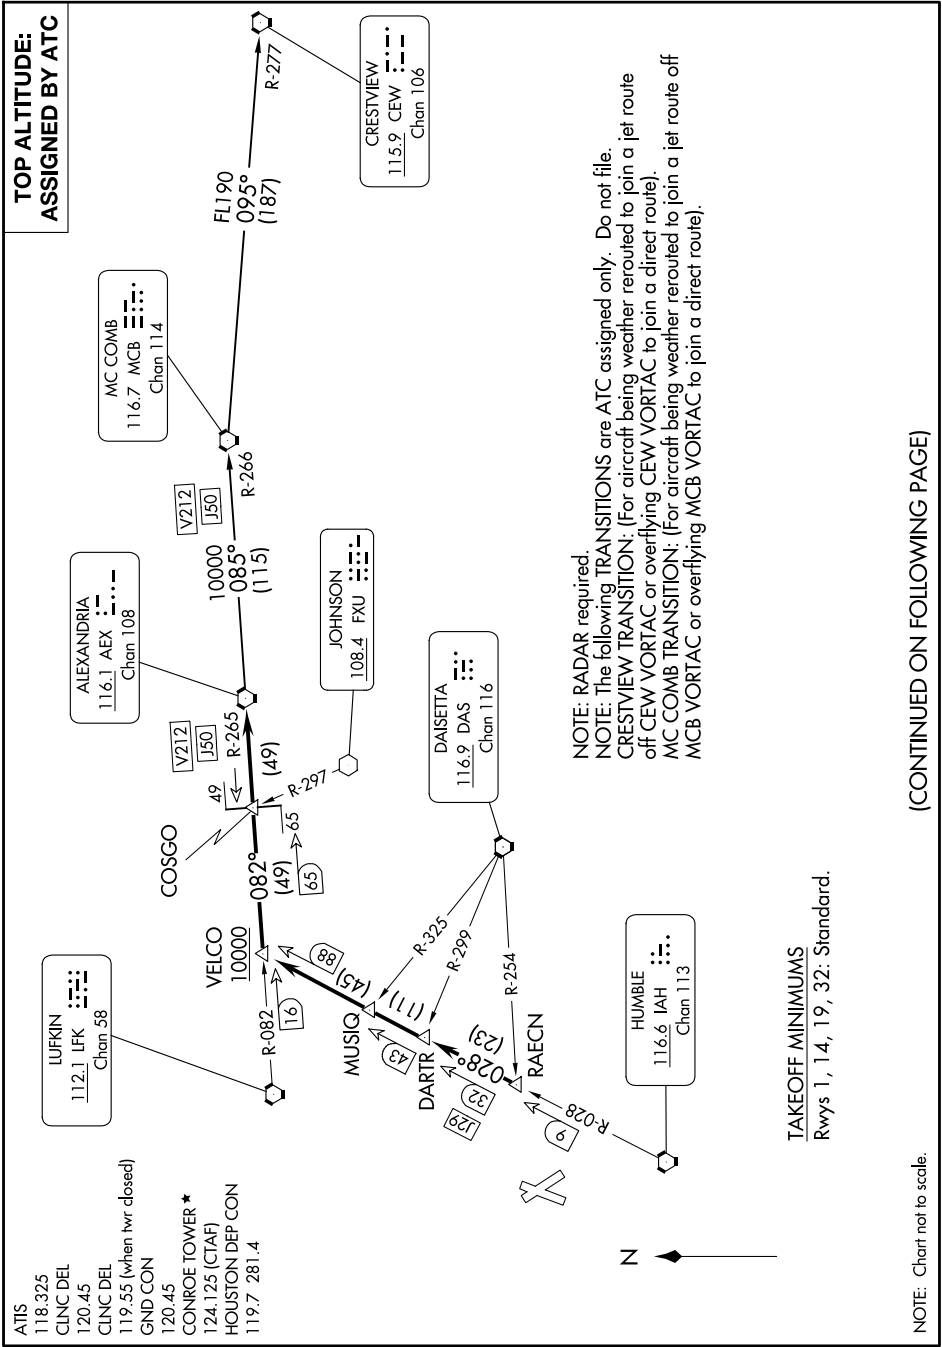 TOP ALTITUDE:
ASSIGNED BY ATC
ATIS
118.325
CLNC DEL
120.45
CLNC DEL
119.55 (when twr closed)
GND CON
120.45
CONROE TOWER ★
124.125 (CTAF)
HOUSTON DEP CON
119.7 281.4
LUFKIN
112.1 LFK
Chan 58
ALEXANDRIA
116.1 AEX
Chan 108
MC COMB
116.7 MCB
Chan 114
CRESTVIEW
115.9 CEW
Chan 106
JOHNSON
108.4 FXU
DAISETTA
116.9 DAS
Chan 116
HUMBLE
116.6 IAH
Chan 113
R-082
16
VELCO
10000
082°
(49)
65
65
COSGO
49
R-265
(49)
V212
J50
R-297
10000
085°
(115)
V212
J50
R-266
FL190
095°
(187)
R-277
88
(45)
MUSIQ
43
(11)
DARTR
32
J29
028°
(23)
RAECN
9
R-028
R-325
R-299
R-254
N
NOTE: RADAR required.
NOTE: The following TRANSITIONS are ATC assigned only. Do not file.
CRESTVIEW TRANSITION: (For aircraft being weather rerouted to join a jet route
off CEW VORTAC or overflying CEW VORTAC to join a direct route).
MC COMB TRANSITION: (For aircraft being weather rerouted to join a jet route off
MCB VORTAC or overflying MCB VORTAC to join a direct route).
TAKEOFF MINIMUMS
Rwys 1, 14, 19, 32: Standard.
NOTE: Chart not to scale.
(CONTINUED ON FOLLOWING PAGE)